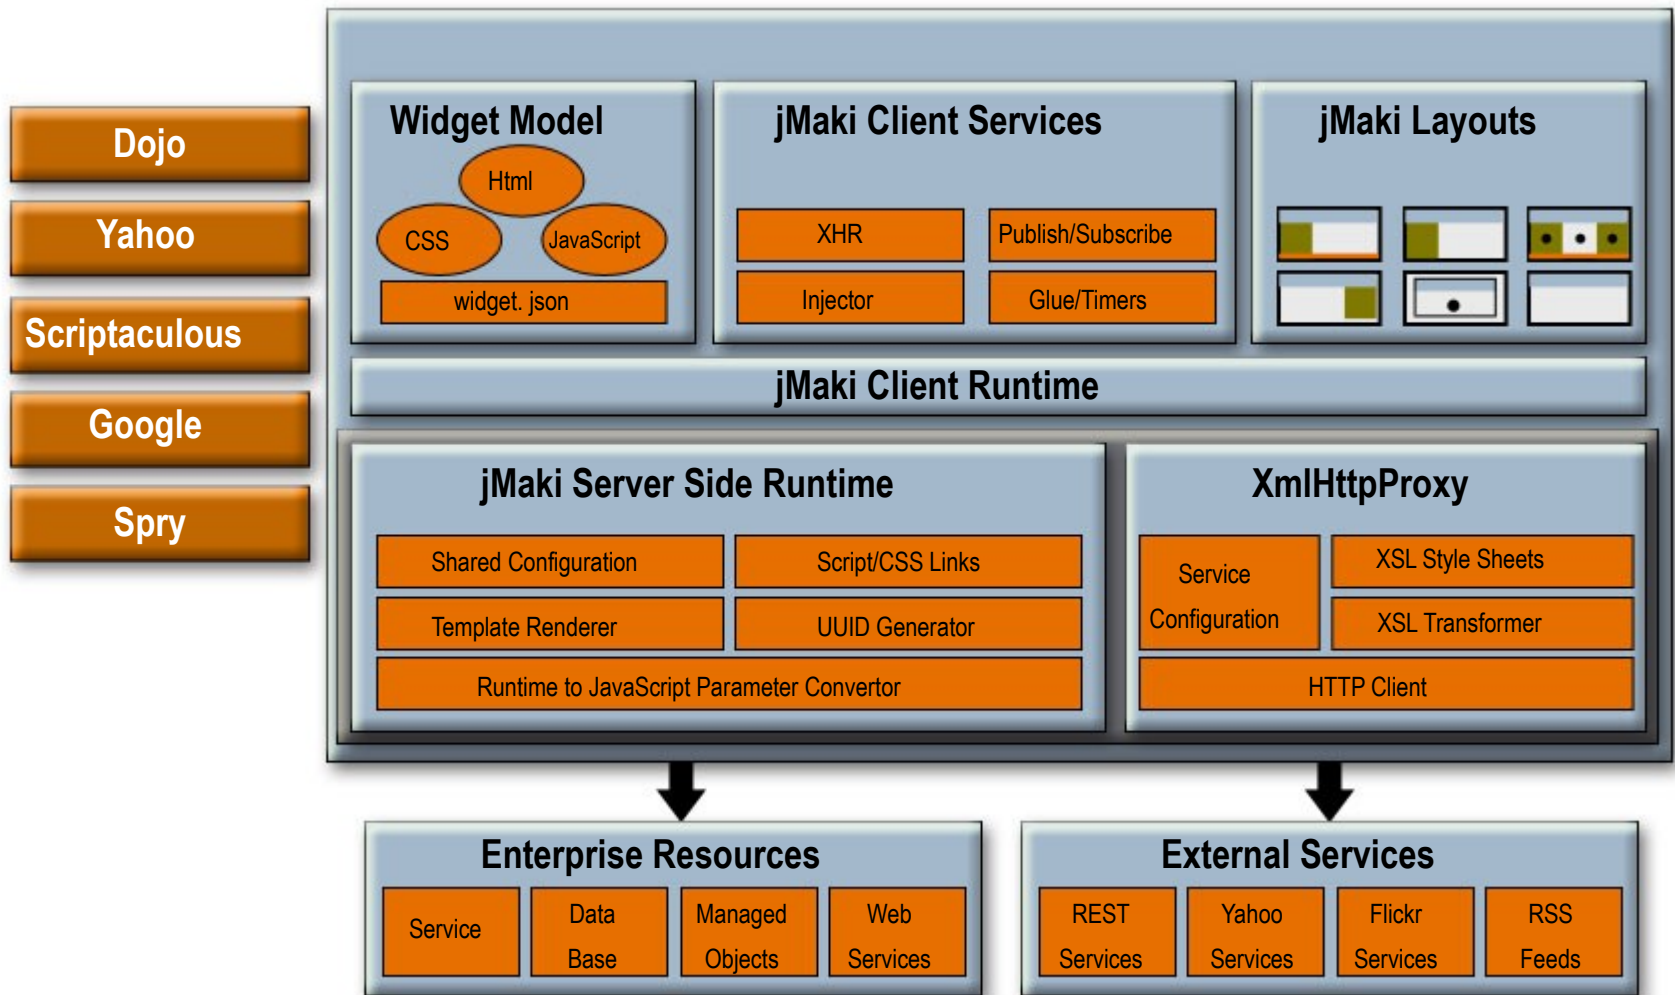 Dojo
Yahoo
Scriptaculous
Google
Spry
Widget Model
Html
CSS
JavaScript
widget. json
jMaki Client Services
XHR
Publish/Subscribe
Injector
Glue/Timers
jMaki Layouts
jMaki Client Runtime
jMaki Server Side Runtime
Shared Configuration
Script/CSS Links
Template Renderer
UUID Generator
Runtime to JavaScript Parameter Convertor
XmlHttpProxy
Service
Configuration
XSL Style Sheets
XSL Transformer
HTTP Client
Enterprise Resources
Service
Data
Base
Managed
Objects
Web
Services
External Services
REST
Services
Yahoo
Services
Flickr
Services
RSS
Feeds